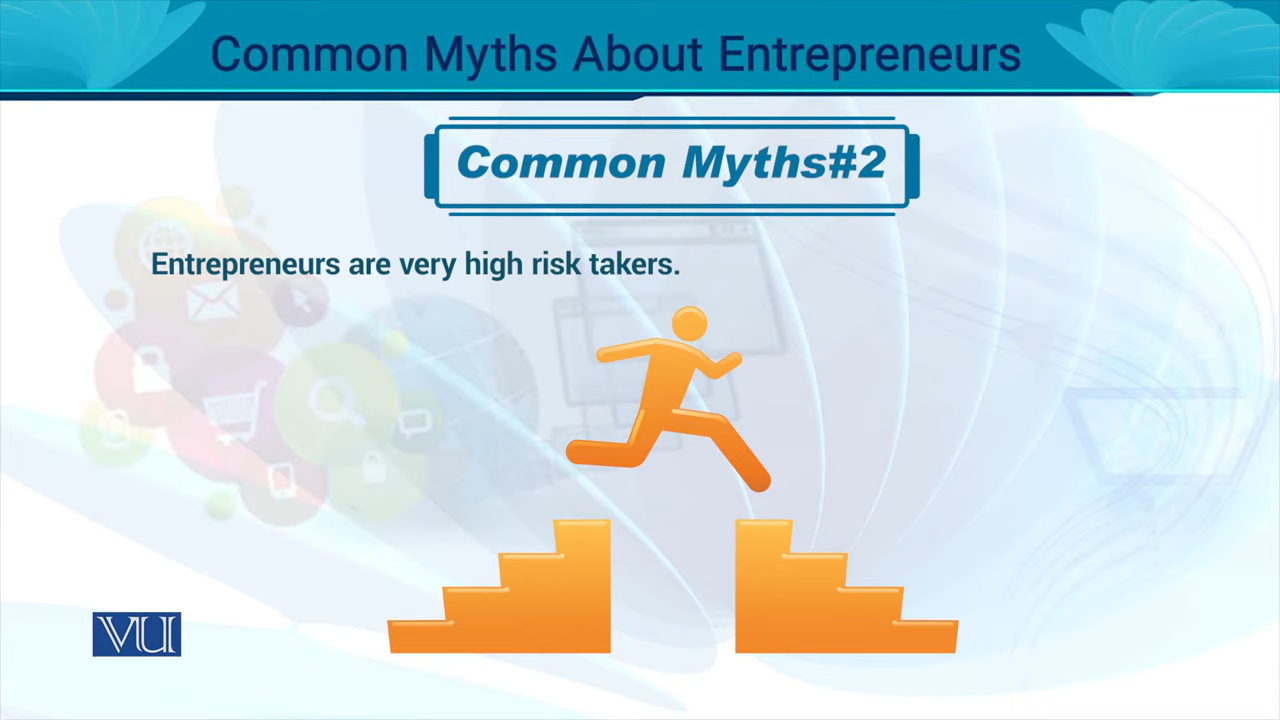 Common Myths About Entrepreneurs
Common Myths#2
Entrepreneurs are very high risk takers.
VU